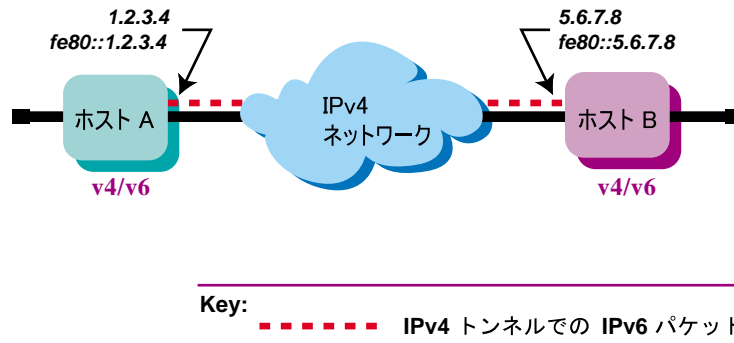 1.2.3.4
fe80::1.2.3.4
5.6.7.8
fe80::5.6.7.8
ホスト A
IPv4
ネットワーク
ホスト B
v4/v6
v4/v6
Key:
IPv4 トンネルでの IPv6 パケット